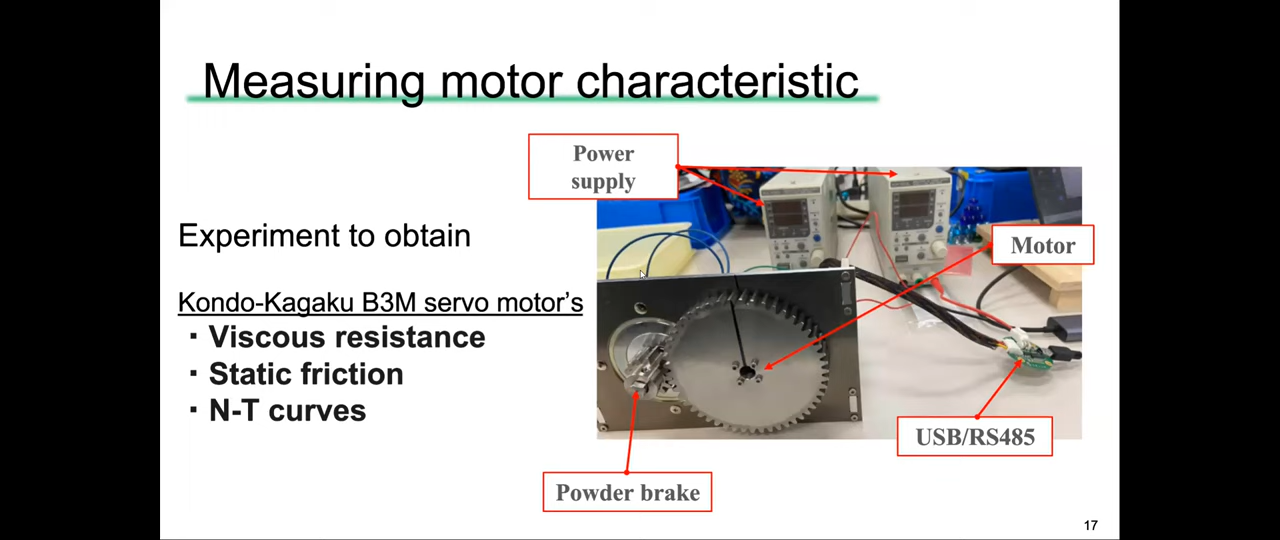 Measuring motor characteristic
Power
supply
Experiment to obtain
Motor
Kondo-Kagaku B3M servo motor's
・Viscous resistance
・Static friction
・N-T curves
USB/RS485
Powder brake
17